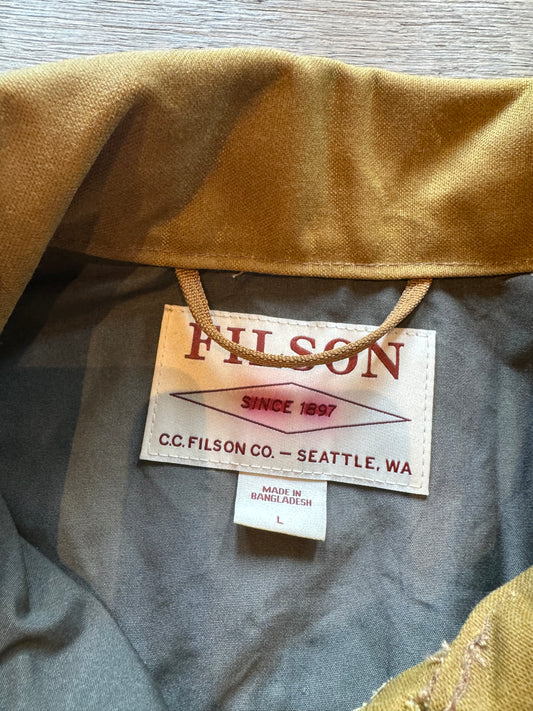 FILSON
SINCE 1897
C.C. FILSON CO. — SEATTLE, WA
MADE IN
BANGLADESH
L